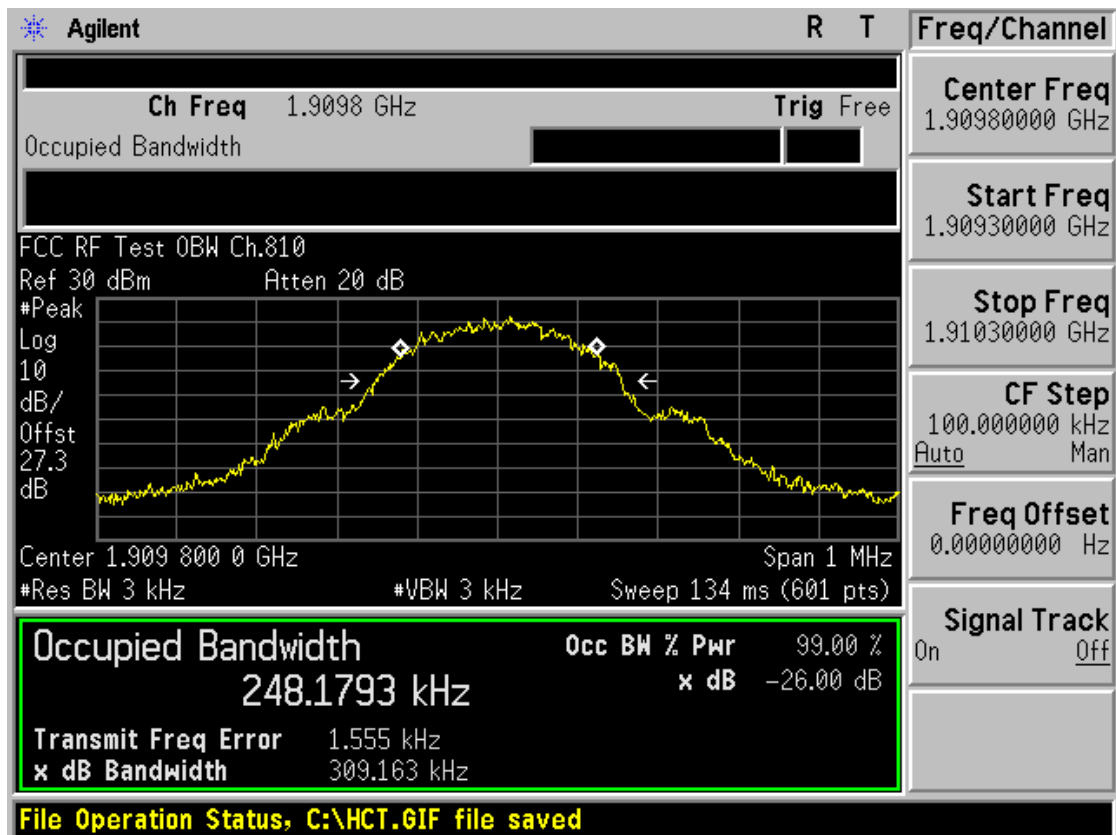 Agilent R T
Ch Freq 1.9098 GHz Trig Free
Occupied Bandwidth
FCC RF Test OBW Ch.810
Ref 30 dBm Atten 20 dB
#Peak
Log
10
dB/
Offst
27.3
dB
Center 1.909 800 0 GHz Span 1 MHz
#Res BW 3 kHz #VBW 3 kHz Sweep 134 ms (601 pts)
Occupied Bandwidth
248.1793 kHz
Occ BW % Pwr 99.00 %
x dB -26.00 dB
Transmit Freq Error 1.555 kHz
x dB Bandwidth 309.163 kHz
File Operation Status, C:\HCT.GIF file saved
Freq/Channel
Center Freq
1.90980000 GHz
Start Freq
1.90930000 GHz
Stop Freq
1.91030000 GHz
CF Step
100.000000 kHz
Auto Man
Freq Offset
0.00000000 Hz
Signal Track
On Off